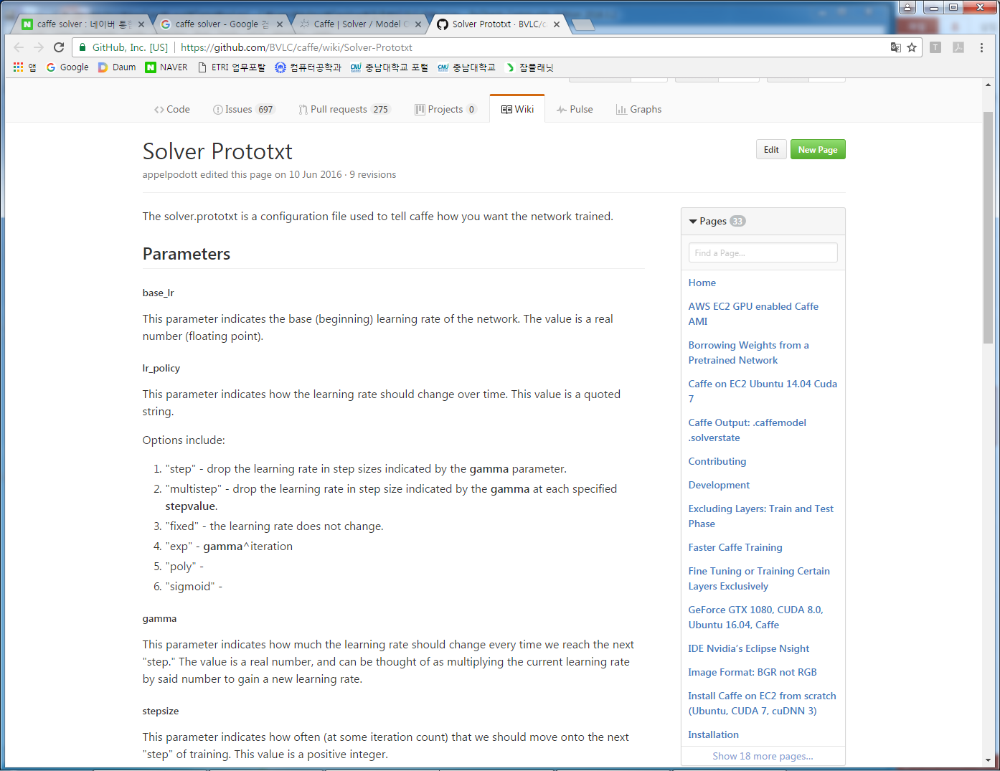 caffe solver : 네이버 통
caffe solver - Google 검
Caffe | Solver / Model
Solver Prototxt · BVLC/c
GitHub, Inc. [US] | https://github.com/BVLC/caffe/wiki/Solver-Prototxt
앱 Google Daum NAVER ETRI 업무포탈 컴퓨터공학과 충남대학교 포털 충남대학교 잡플래닛
Code Issues 697 Pull requests 275 Projects 0 Wiki Pulse Graphs
Solver Prototxt
Edit New Page
appelpodott edited this page on 10 Jun 2016 · 9 revisions
The solver.prototxt is a configuration file used to tell caffe how you want the network trained.
Parameters
base_lr
This parameter indicates the base (beginning) learning rate of the network. The value is a real
number (floating point).
lr_policy
This parameter indicates how the learning rate should change over time. This value is a quoted
string.
Options include:
1. "step" - drop the learning rate in step sizes indicated by the gamma parameter.
2. "multistep" - drop the learning rate in step size indicated by the gamma at each specified
stepvalue.
3. "fixed" - the learning rate does not change.
4. "exp" - gamma^iteration
5. "poly" -
6. "sigmoid" -
gamma
This parameter indicates how much the learning rate should change every time we reach the next
"step." The value is a real number, and can be thought of as multiplying the current learning rate
by said number to gain a new learning rate.
stepsize
This parameter indicates how often (at some iteration count) that we should move onto the next
"step" of training. This value is a positive integer.
Pages 33
Find a Page...
Home
AWS EC2 GPU enabled Caffe
AMI
Borrowing Weights from a
Pretrained Network
Caffe on EC2 Ubuntu 14.04 Cuda
7
Caffe Output: .caffemodel
.solverstate
Contributing
Development
Excluding Layers: Train and Test
Phase
Faster Caffe Training
Fine Tuning or Training Certain
Layers Exclusively
GeForce GTX 1080, CUDA 8.0,
Ubuntu 16.04, Caffe
IDE Nvidia's Eclipse Nsight
Image Format: BGR not RGB
Install Caffe on EC2 from scratch
(Ubuntu, CUDA 7, cuDNN 3)
Installation
Show 18 more pages...